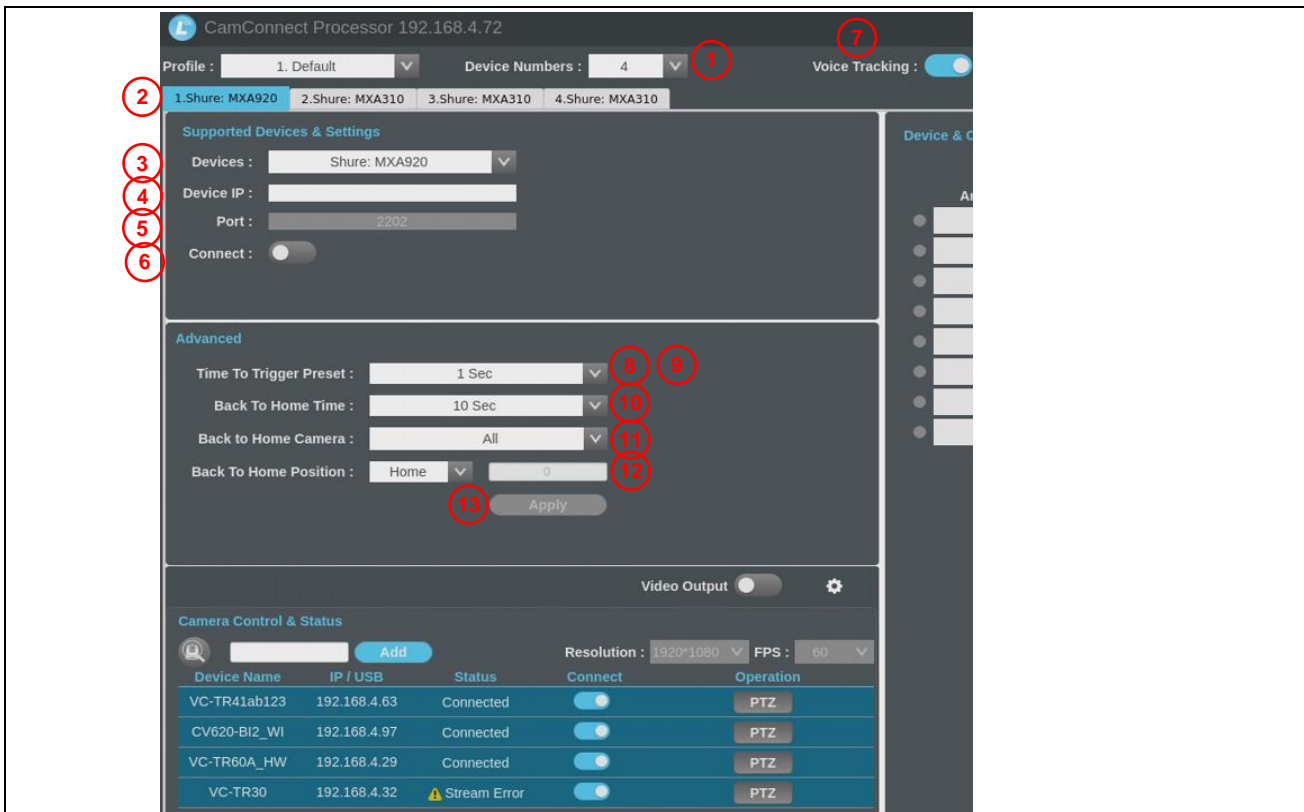 CamConnect Processor 192.168.4.72
7
Profile : 1. Default Device Numbers : 4 1 Voice Tracking :
2 1.Shure: MXA920 2.Shure: MXA310 3.Shure: MXA310 4.Shure: MXA310
Supported Devices & Settings
Device & C
3 Devices : Shure: MXA920
4 Device IP :
Ar
5 Port : 2202
6 Connect :
Advanced
Time To Trigger Preset : 1 Sec 8 9
Back To Home Time : 10 Sec 10
Back to Home Camera : All 11
Back To Home Position : Home 0 12
13 Apply
Video Output
Camera Control & Status
Add Resolution : 1920*1080 FPS : 60
Device Name IP / USB Status Connect Operation
VC-TR41ab123 192.168.4.63 Connected PTZ
CV620-BI2_WI 192.168.4.97 Connected PTZ
VC-TR60A_HW 192.168.4.29 Connected PTZ
VC-TR30 192.168.4.32 Stream Error PTZ